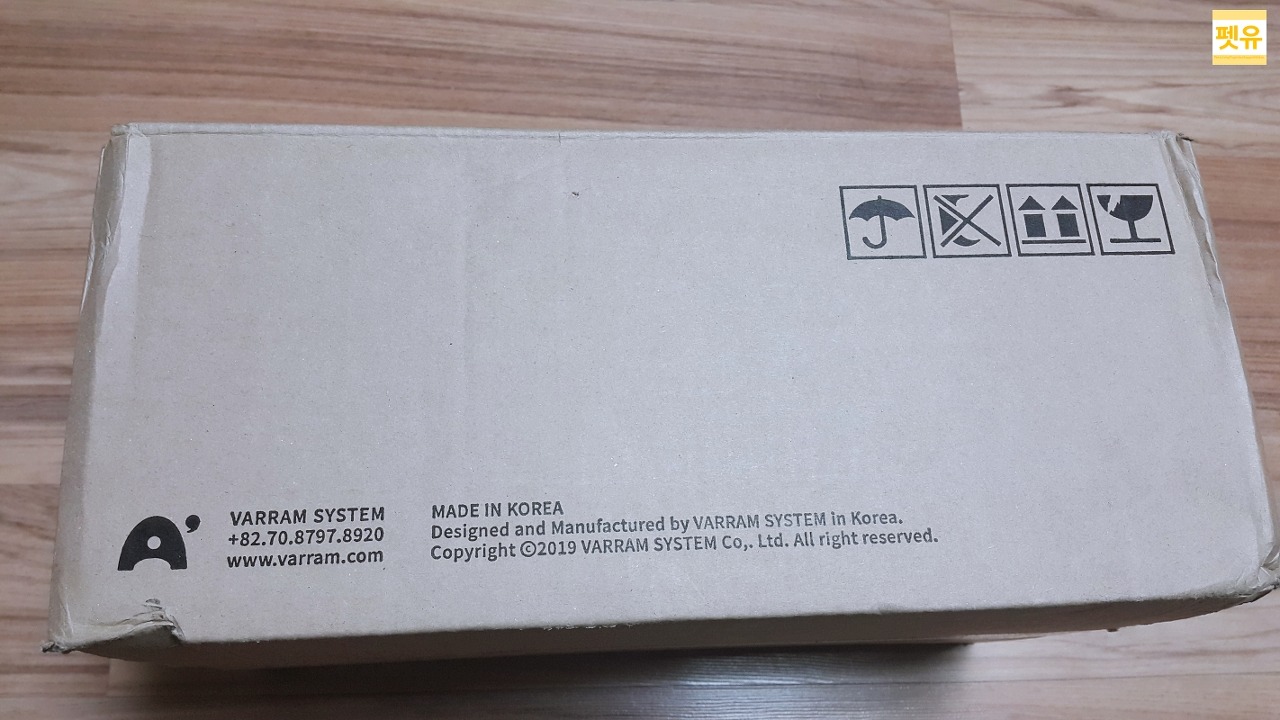 펫유
VARRAM SYSTEM
+82.70.8797.8920
www.varram.com
MADE IN KOREA
Designed and Manufactured by VARRAM SYSTEM in Korea.
Copyright ©2019 VARRAM SYSTEM Co,. Ltd. All right reserved.